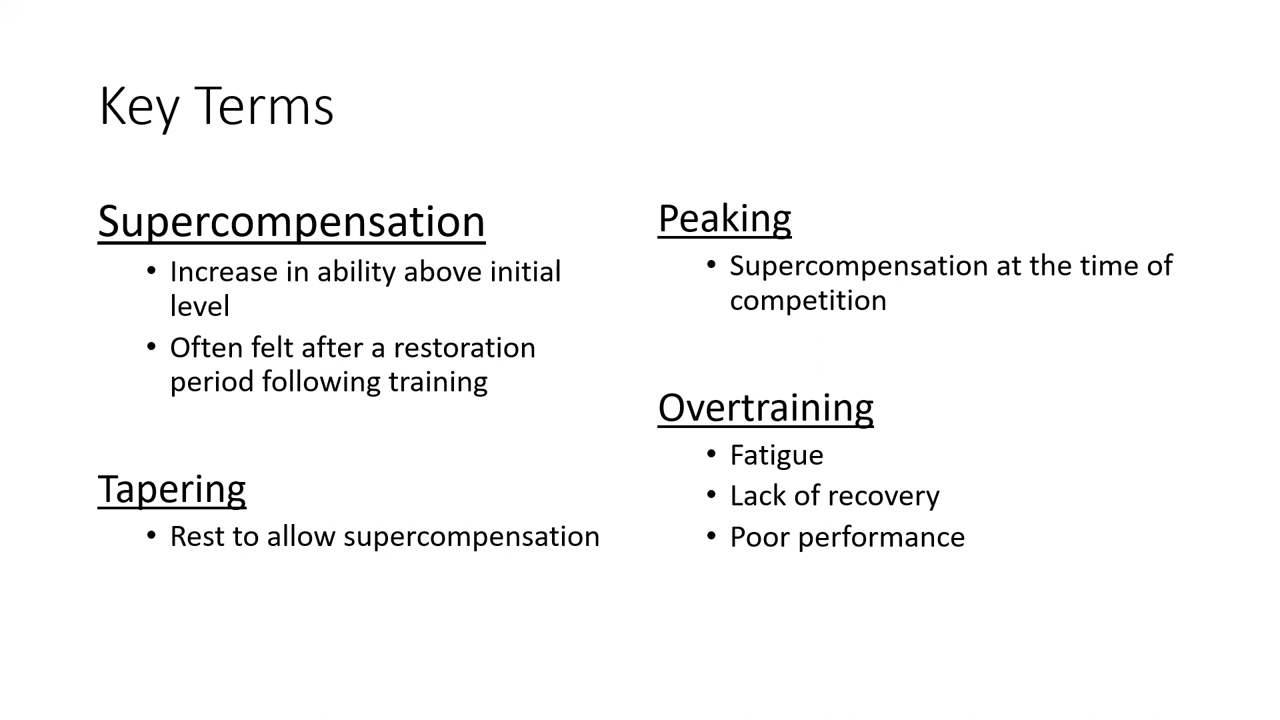 Key Terms
Supercompensation
• Increase in ability above initial
level
• Often felt after a restoration
period following training
Tapering
• Rest to allow supercompensation
Peaking
• Supercompensation at the time of
competition
Overtraining
• Fatigue
• Lack of recovery
• Poor performance